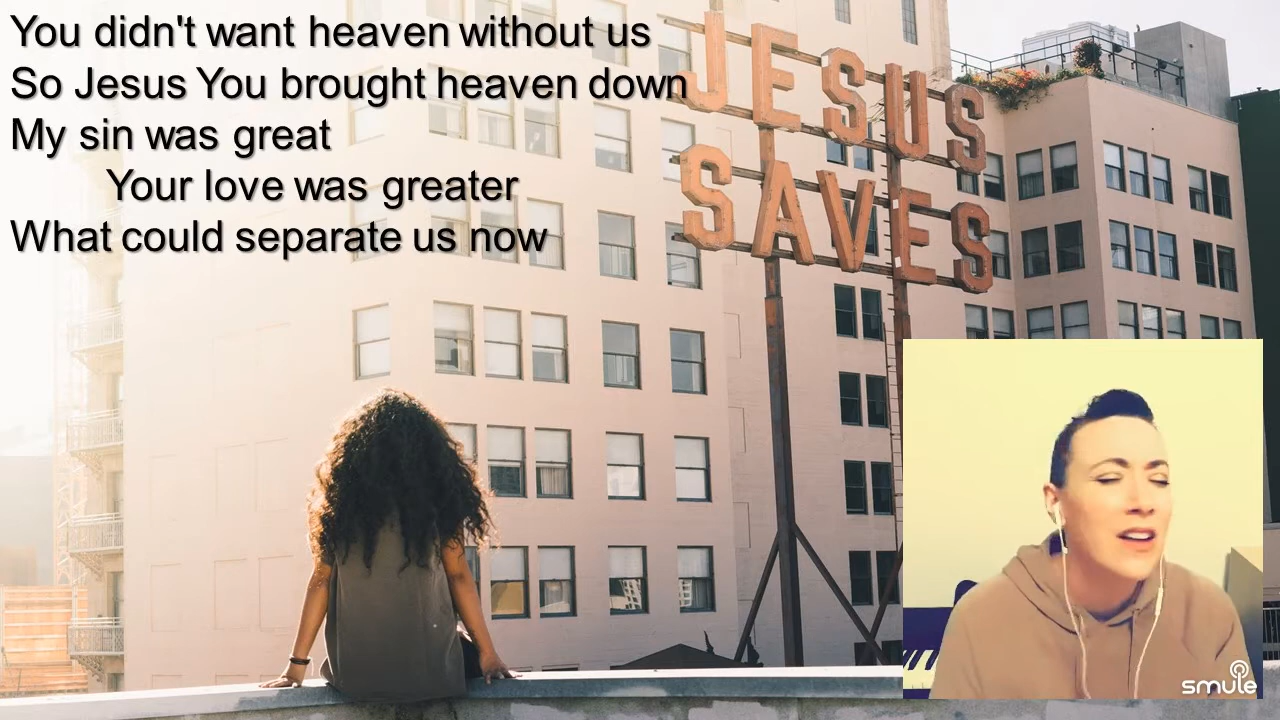 You didn't want heaven without us
So Jesus You brought heaven down
My sin was great
Your love was greater
What could separate us now
JESUS
SAVES
smule